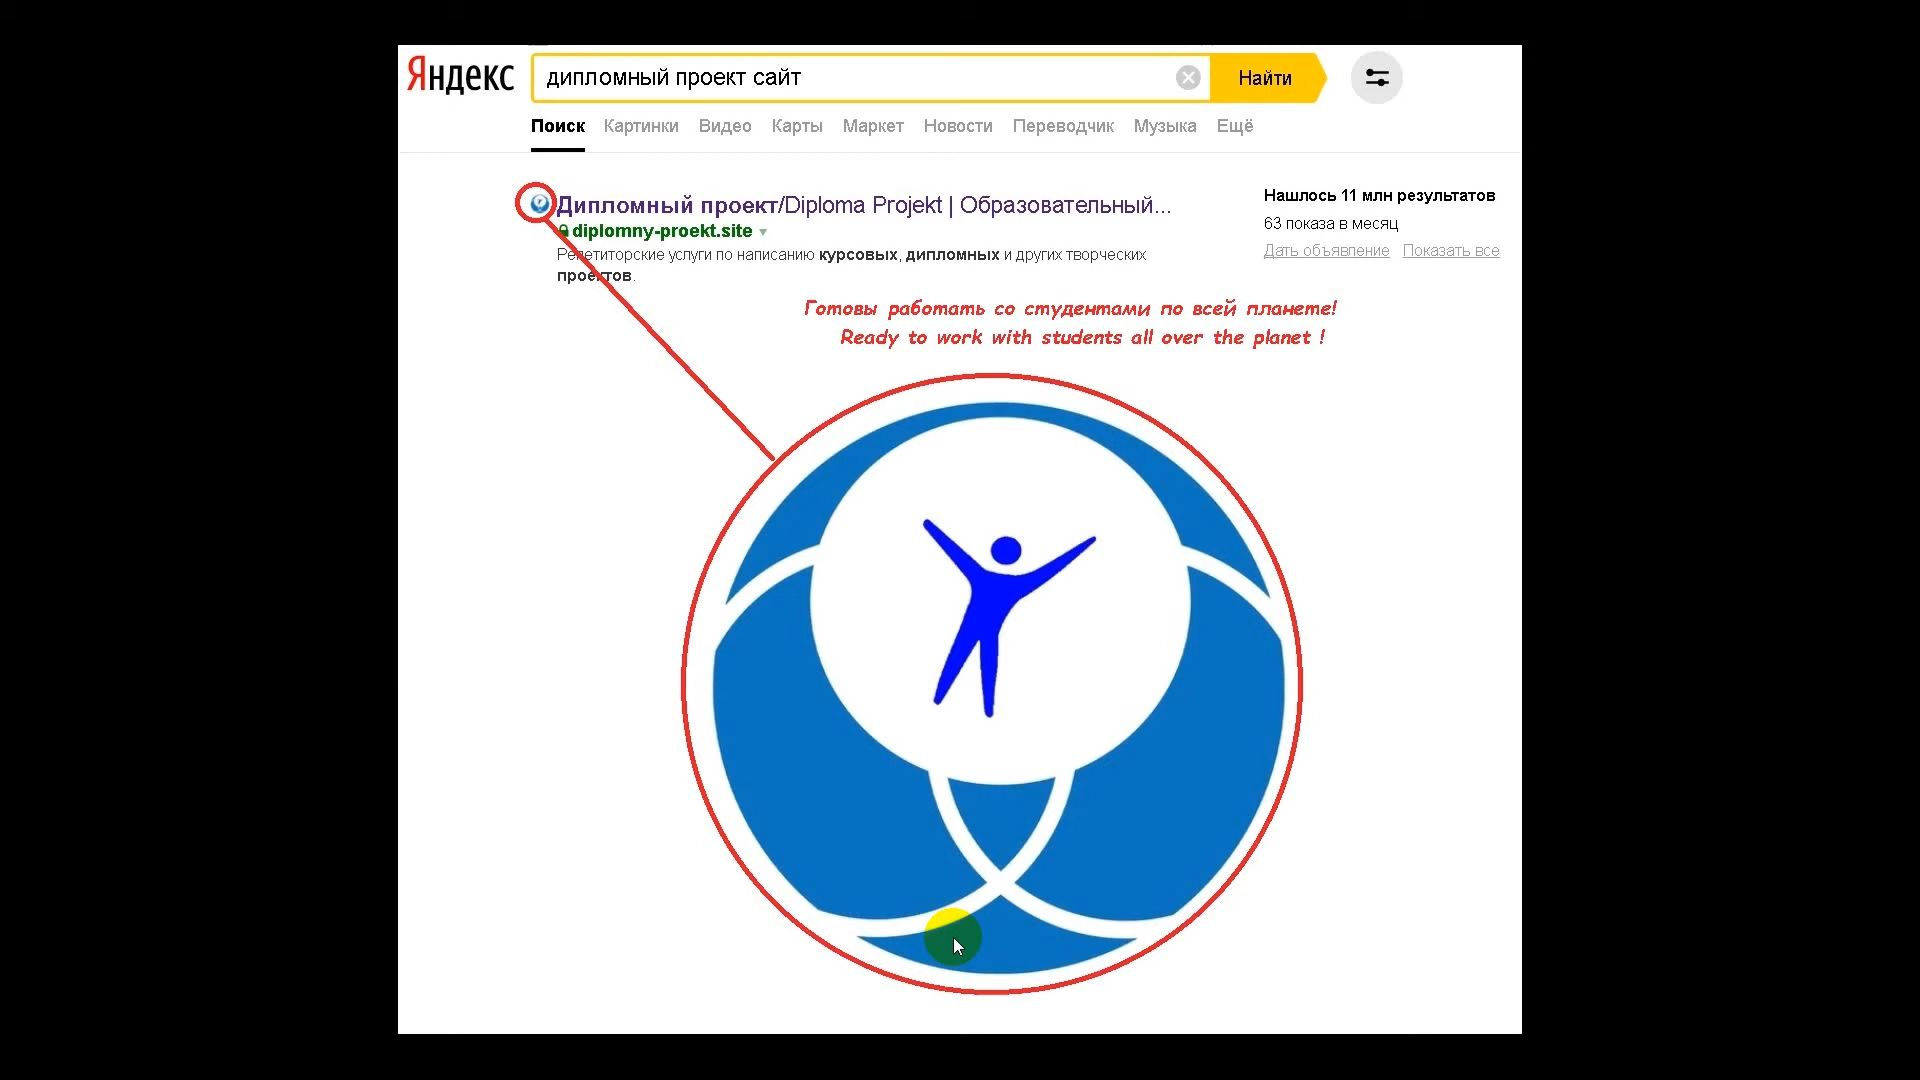 Яндекс
дипломный проект сайт
Найти
Поиск Картинки Видео Карты Маркет Новости Переводчик Музыка Ещё
Дипломный проект/Diploma Projekt | Образовательный...
diplomny-proekt.site
Репетиторские услуги по написанию курсовых, дипломных и других творческих
проектов.
Нашлось 11 млн результатов
63 показа в месяц
Дать объявление Показать все
Готовы работать со студентами по всей планете!
Ready to work with students all over the planet !